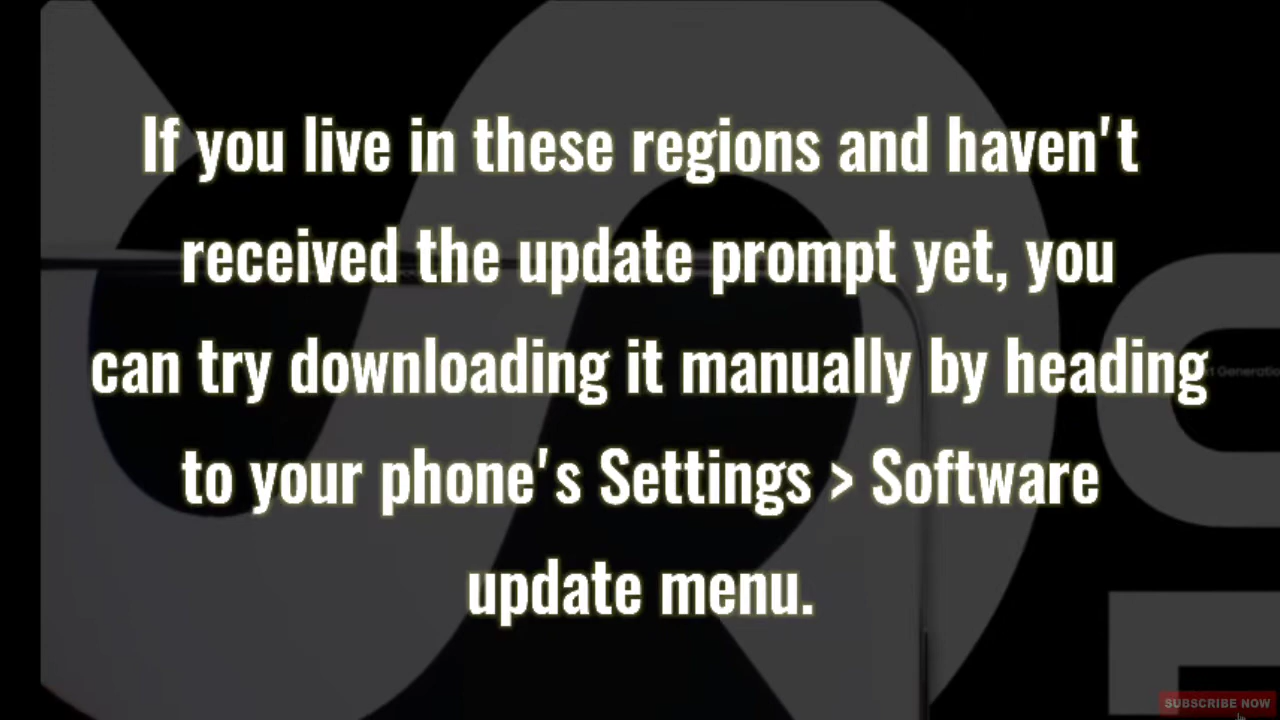 If you live in these regions and haven't
received the update prompt yet, you
can try downloading it manually by heading
to your phone's Settings > Software
update menu.
SUBSCRIBE NOW